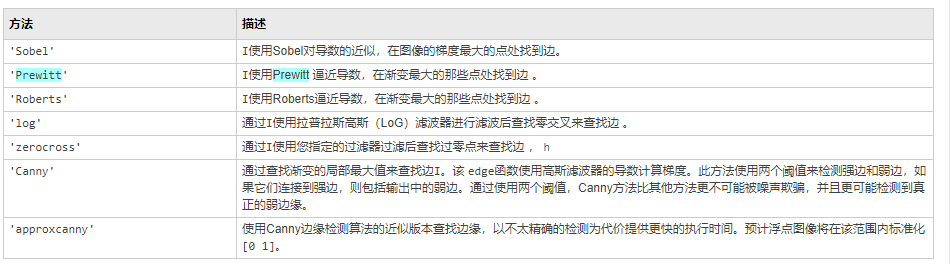 方法 描述
'Sobel' I使用Sobel对导数的近似，在图像的梯度最大的点处找到边。
'Prewitt' I使用Prewitt 逼近导数，在渐变最大的那些点处找到边 。
'Roberts' I使用Roberts逼近导数，在渐变最大的那些点处找到边 。
'log' 通过I使用拉普拉斯高斯（LoG）滤波器进行滤波后查找零交叉来查找边 。
'zerocross' 通过I使用您指定的过滤器过滤后查找过零点来查找边 ， h
'Canny' 通过查找渐变的局部最大值来查找边I。该 edge函数使用高斯滤波器的导数计算梯度。此方法使用两个阈值来检测强边和弱边，如
果它们连接到强边，则包括输出中的弱边。通过使用两个阈值，Canny方法比其他方法更不可能被噪声欺骗，并且更可能检测到真
正的弱边缘。
'approxcanny' 使用Canny边缘检测算法的近似版本查找边缘，以不太精确的检测为代价提供更快的执行时间。预计浮点图像将在该范围内标准化
[0 1]。